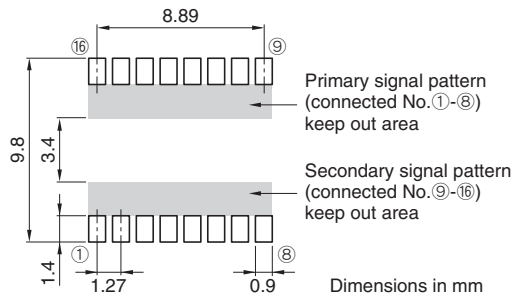 8.89
⑯ ⑨
Primary signal pattern
(connected No.①-⑧)
keep out area
9.8
3.4
Secondary signal pattern
(connected No.⑨-⑯)
keep out area
① ⑧
1.4
1.27
0.9
Dimensions in mm